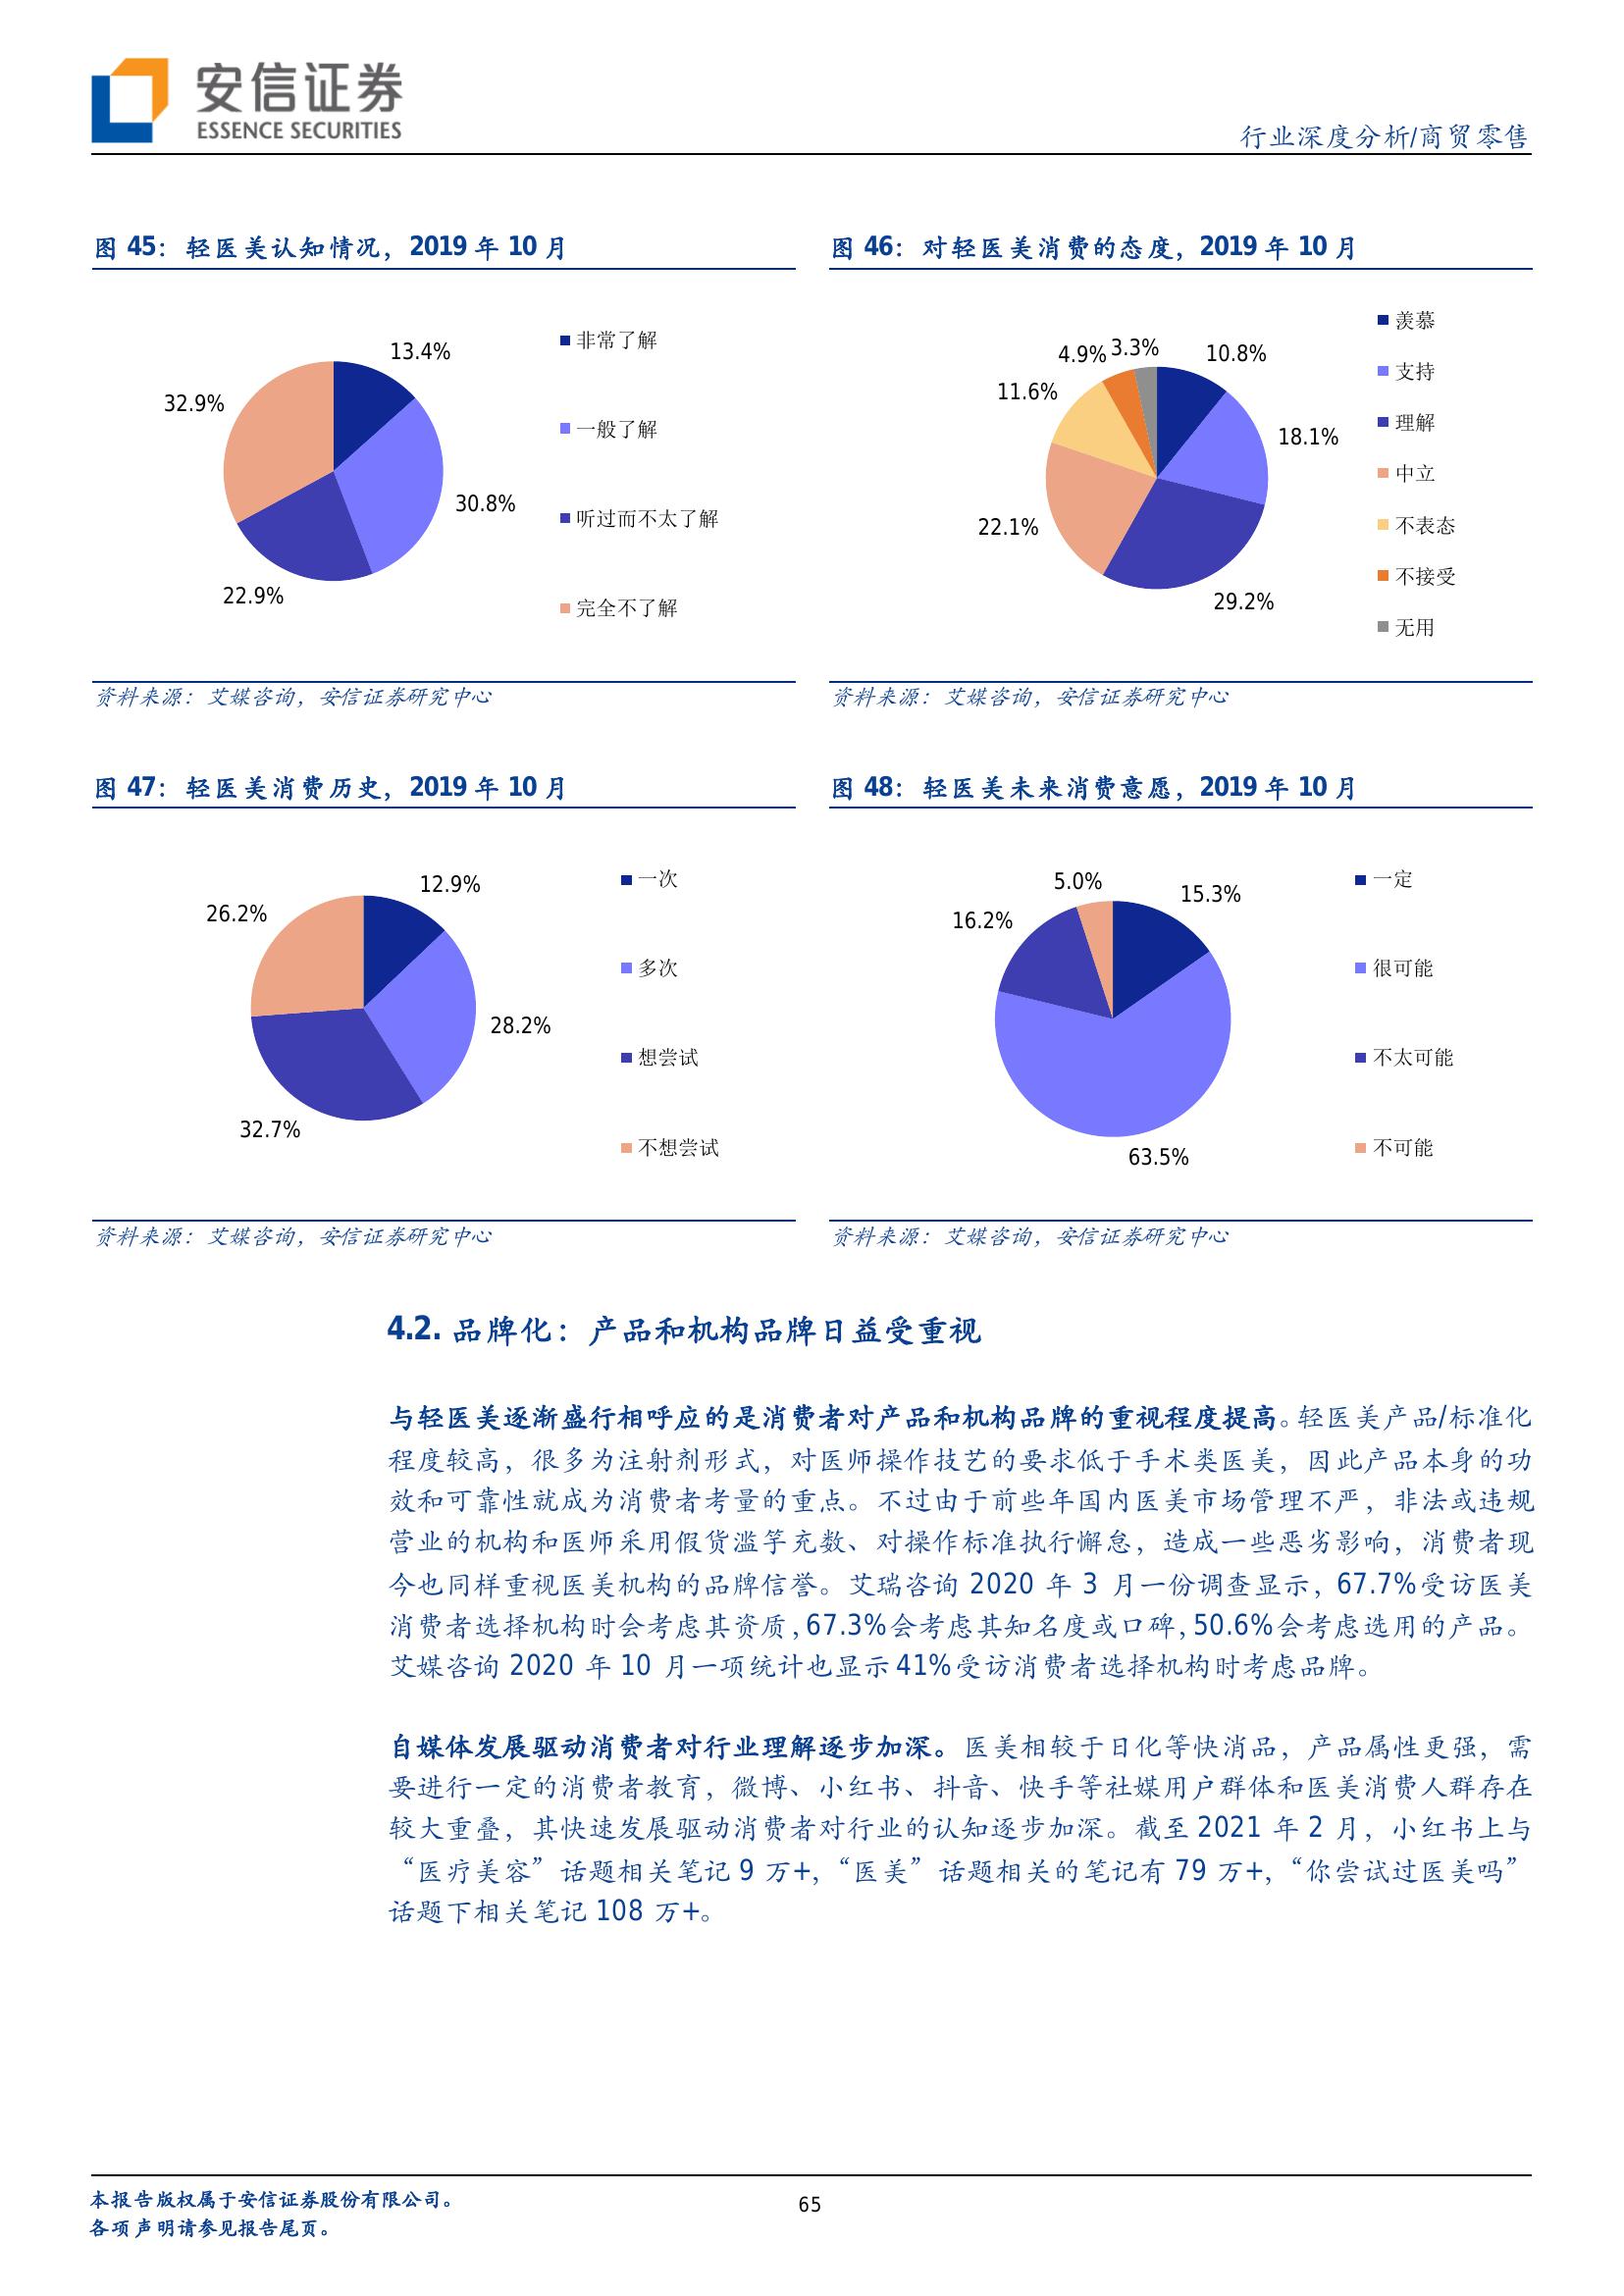 安信证券
ESSENCE SECURITIES
行业深度分析/商贸零售
图 45：轻医美认知情况，2019 年 10 月
13.4%
30.8%
22.9%
32.9%
非常了解
一般了解
听过而不太了解
完全不了解
资料来源：艾媒咨询，安信证券研究中心
图 46：对轻医美消费的态度，2019 年 10 月
10.8%
18.1%
29.2%
22.1%
11.6%
4.9%
3.3%
羡慕
支持
理解
中立
不表态
不接受
无用
资料来源：艾媒咨询，安信证券研究中心
图 47：轻医美消费历史，2019 年 10 月
12.9%
28.2%
32.7%
26.2%
一次
多次
想尝试
不想尝试
资料来源：艾媒咨询，安信证券研究中心
图 48：轻医美未来消费意愿，2019 年 10 月
15.3%
63.5%
16.2%
5.0%
一定
很可能
不太可能
不可能
资料来源：艾媒咨询，安信证券研究中心
4.2. 品牌化：产品和机构品牌日益受重视
与轻医美逐渐盛行相呼应的是消费者对产品和机构品牌的重视程度提高。轻医美产品/标准化
程度较高，很多为注射剂形式，对医师操作技艺的要求低于手术类医美，因此产品本身的功
效和可靠性就成为消费者考量的重点。不过由于前些年国内医美市场管理不严，非法或违规
营业的机构和医师采用假货滥竽充数、对操作标准执行懈怠，造成一些恶劣影响，消费者现
今也同样重视医美机构的品牌信誉。艾瑞咨询 2020 年 3 月一份调查显示，67.7%受访医美
消费者选择机构时会考虑其资质，67.3%会考虑其知名度或口碑，50.6%会考虑选用的产品。
艾媒咨询 2020 年 10 月一项统计也显示 41%受访消费者选择机构时考虑品牌。
自媒体发展驱动消费者对行业理解逐步加深。医美相较于日化等快消品，产品属性更强，需
要进行一定的消费者教育，微博、小红书、抖音、快手等社媒用户群体和医美消费人群存在
较大重叠，其快速发展驱动消费者对行业的认知逐步加深。截至 2021 年 2 月，小红书上与
“医疗美容”话题相关笔记 9 万+，“医美”话题相关的笔记有 79 万+，“你尝试过医美吗”
话题下相关笔记 108 万+。
本报告版权属于安信证券股份有限公司。
各项声明请参见报告尾页。
65